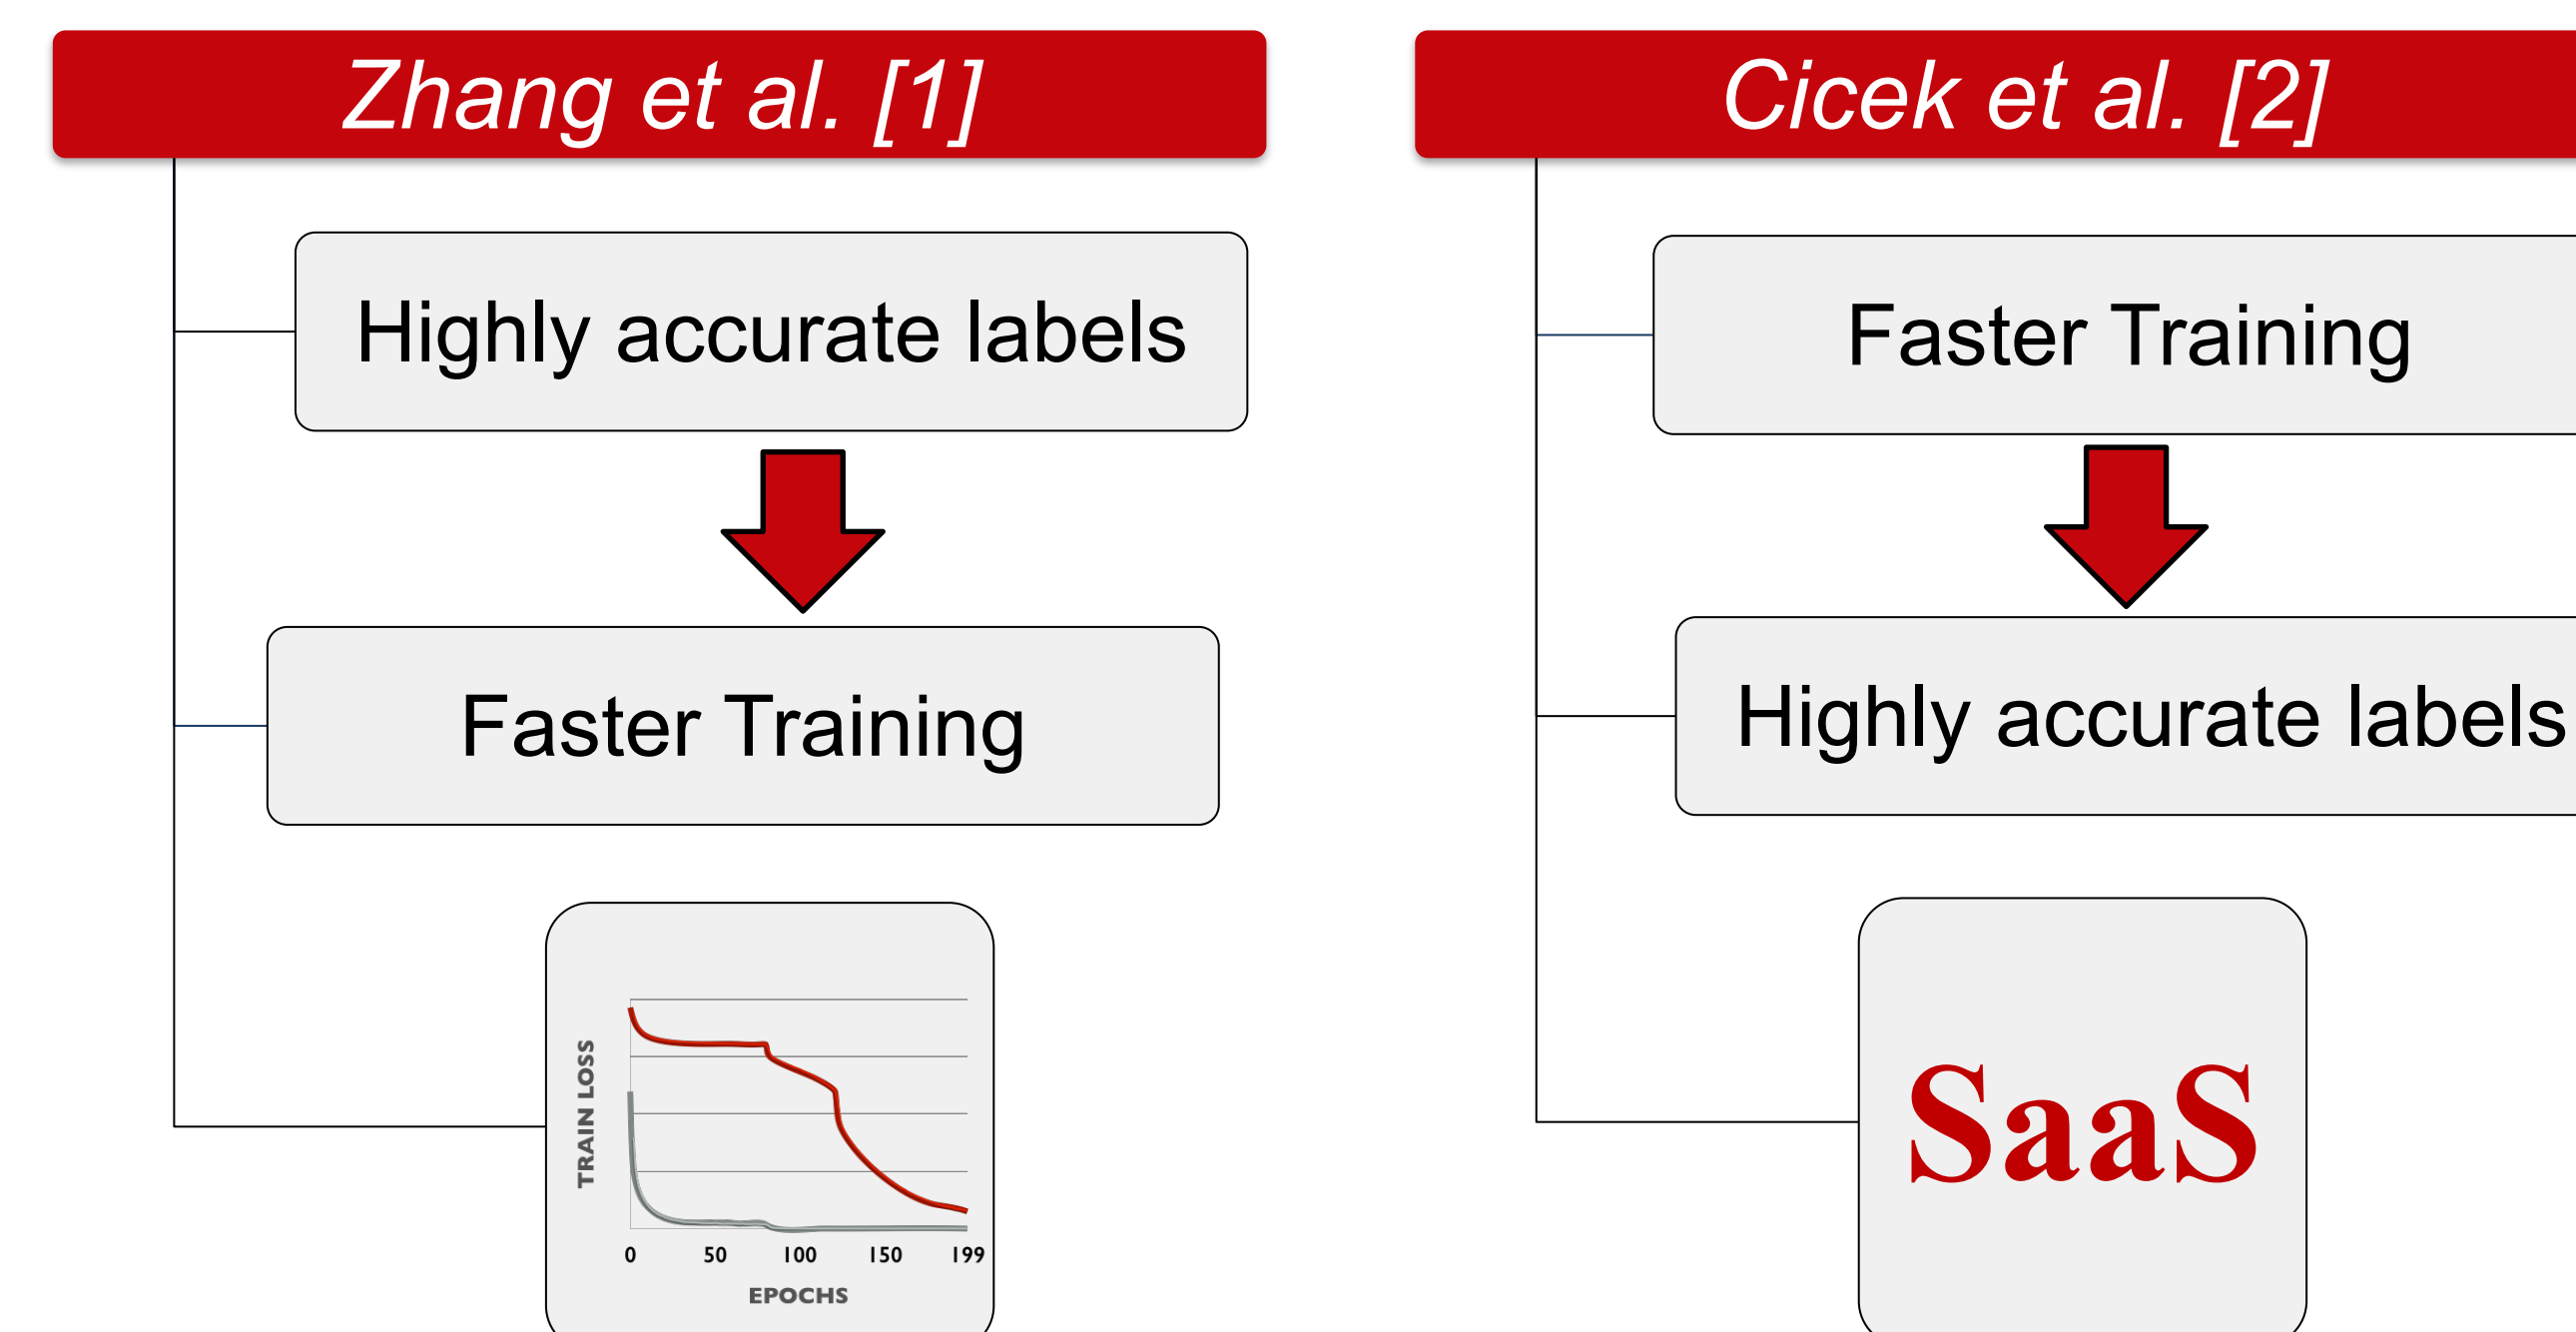 Zhang et al. [1]
Highly accurate labels
Faster Training
TRAIN LOSS
0 50 100 150 199
EPOCHS
Cicek et al. [2]
Faster Training
Highly accurate labels
SaaS